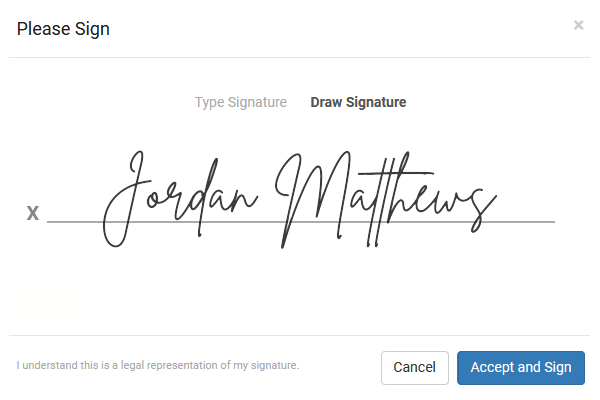 Please Sign ×
Type Signature Draw Signature
X Jordan Matthews
I understand this is a legal representation of my signature. Cancel Accept and Sign